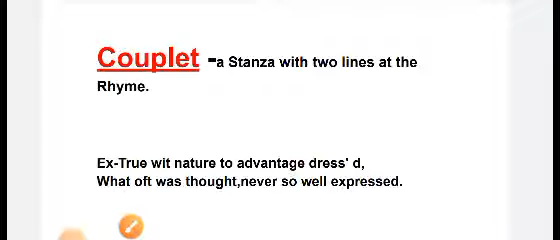 Couplet -a Stanza with two lines at the
Rhyme.
Ex-True wit nature to advantage dress' d,
What oft was thought,never so well expressed.